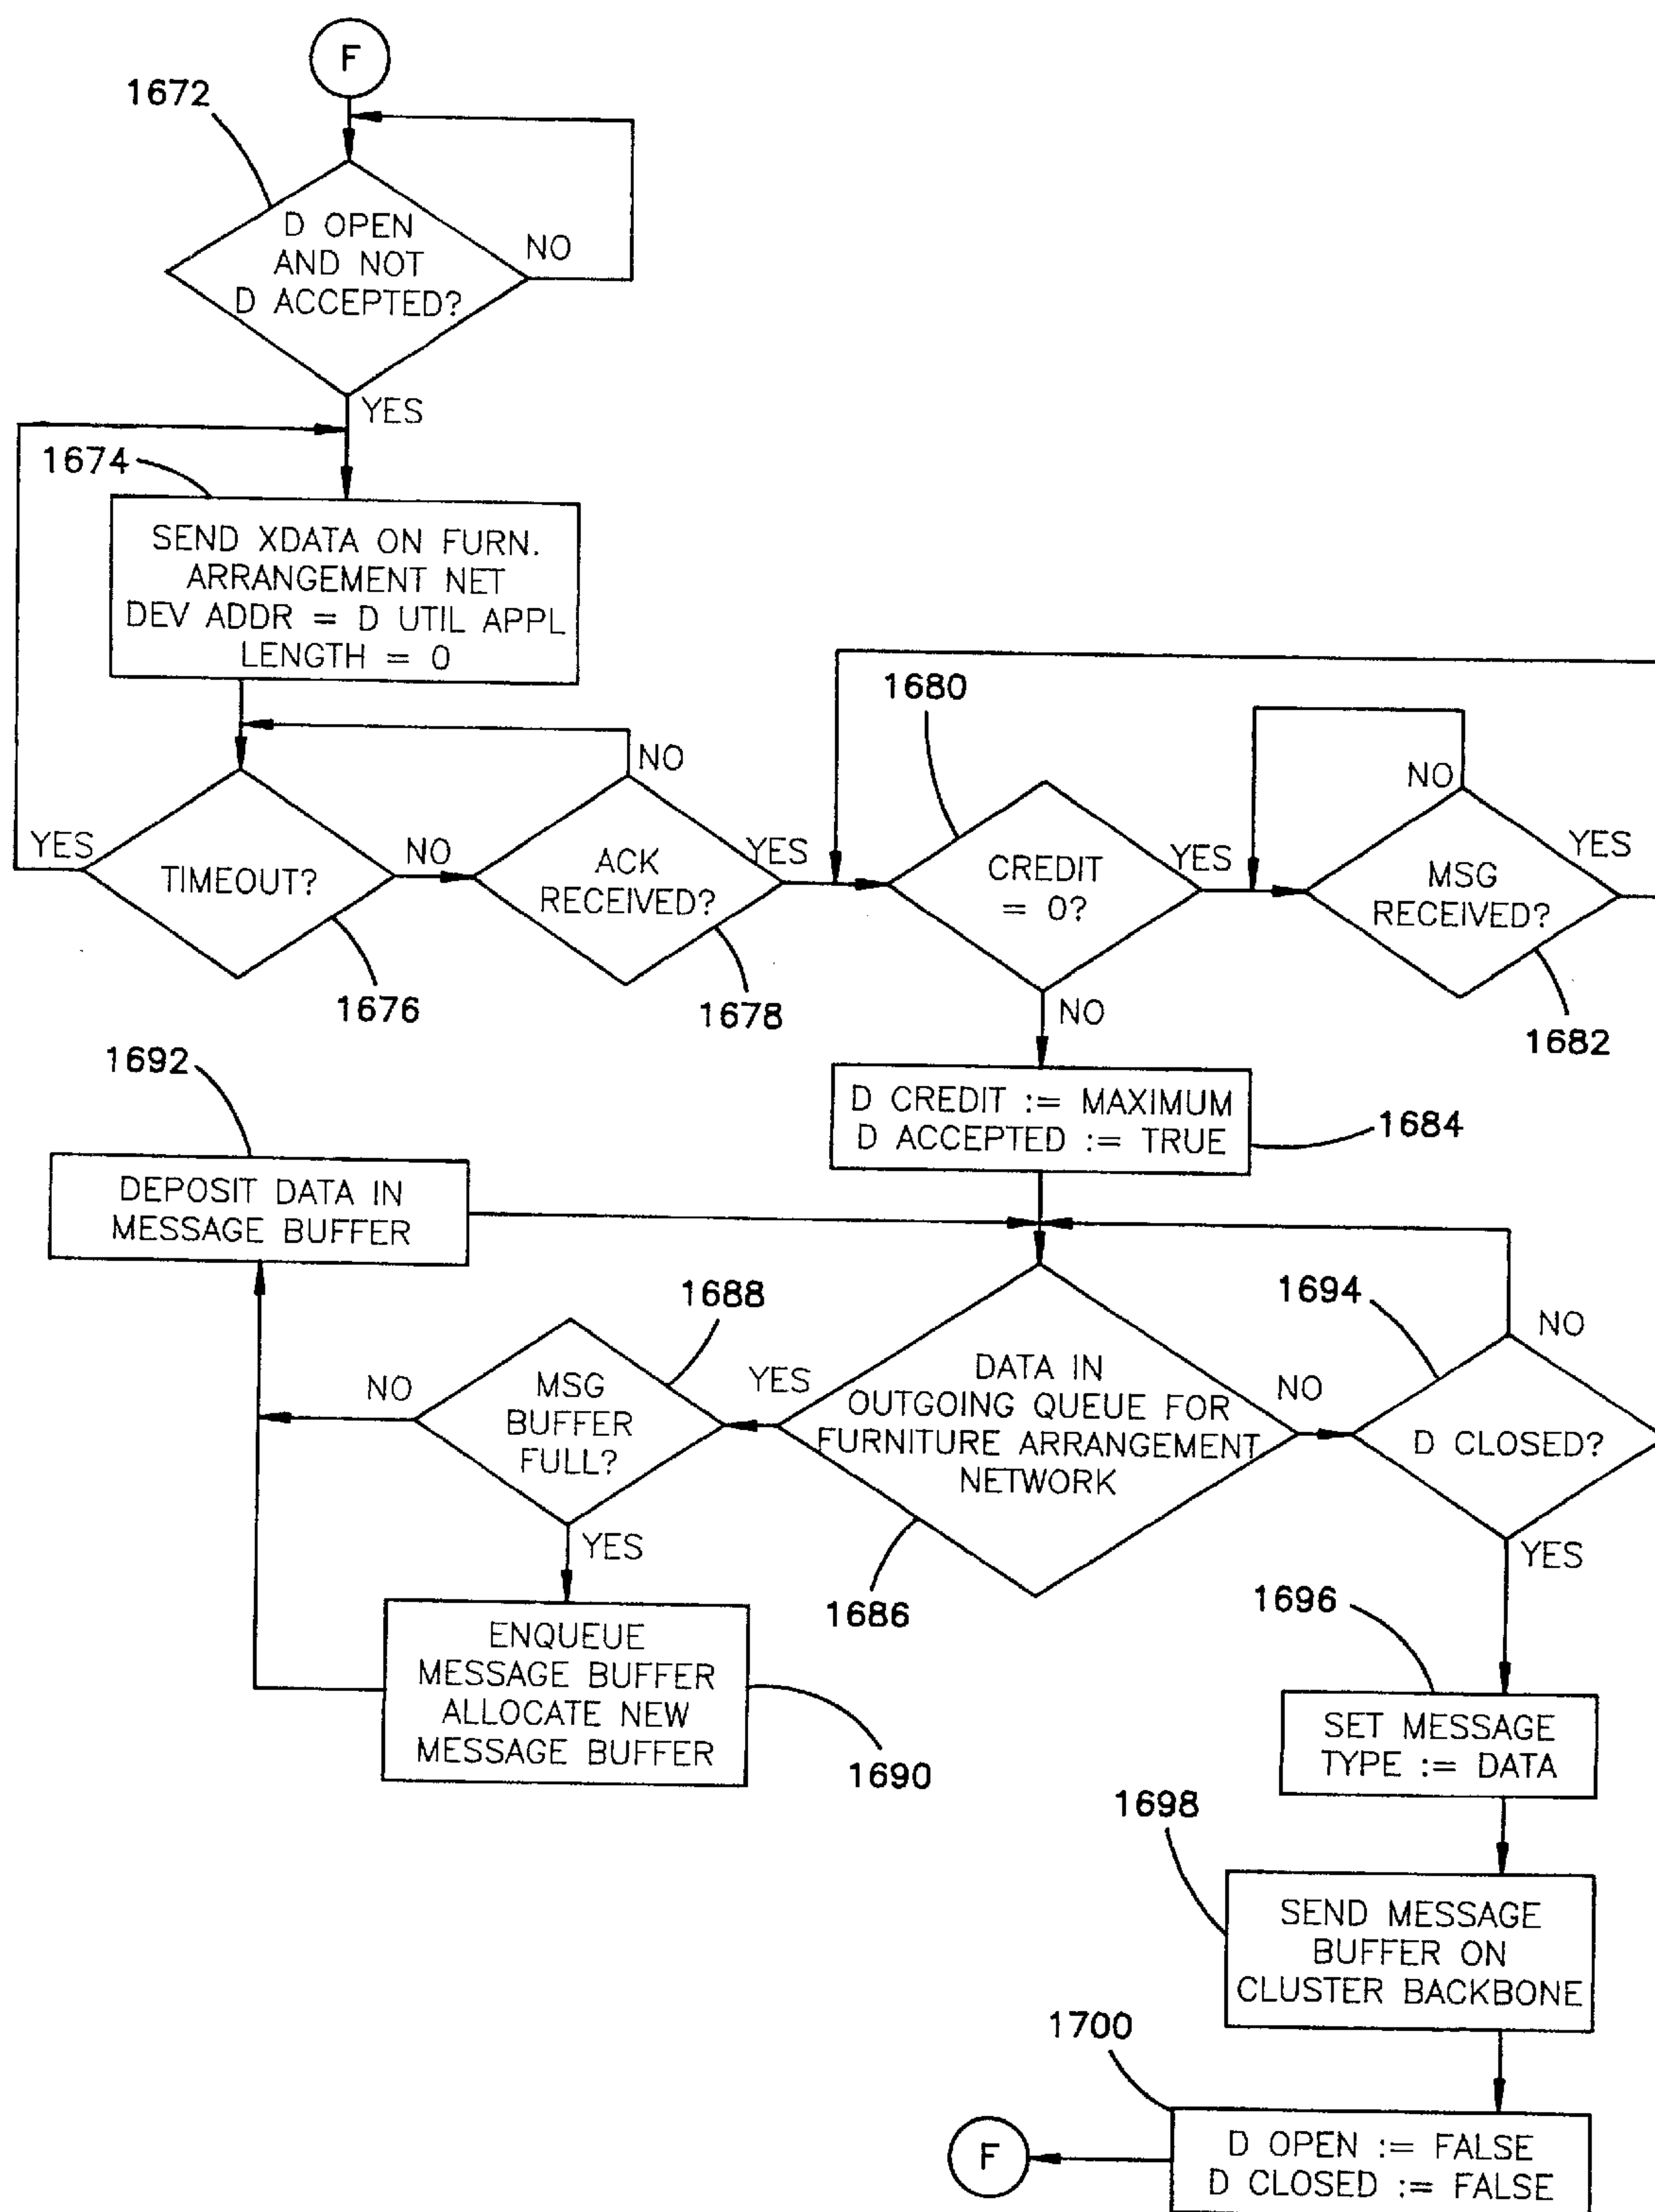 F
1672
D OPEN
AND NOT
D ACCEPTED?
NO
YES
1674
SEND XDATA ON FURN.
ARRANGEMENT NET
DEV ADDR = D UTIL APPL
LENGTH = 0
YES
TIMEOUT?
1676
NO
NO
ACK
RECEIVED?
1678
YES
1680
CREDIT
= 0?
YES
NO
NO
MSG
RECEIVED?
YES
1682
D CREDIT := MAXIMUM
D ACCEPTED := TRUE
1684
1692
DEPOSIT DATA IN
MESSAGE BUFFER
1688
NO
MSG
BUFFER
FULL?
YES
YES
DATA IN
OUTGOING QUEUE FOR
FURNITURE ARRANGEMENT
NETWORK
1686
NO
1694
NO
D CLOSED?
YES
ENQUEUE
MESSAGE BUFFER
ALLOCATE NEW
MESSAGE BUFFER
1690
1696
SET MESSAGE
TYPE := DATA
1698
SEND MESSAGE
BUFFER ON
CLUSTER BACKBONE
1700
D OPEN := FALSE
D CLOSED := FALSE
F